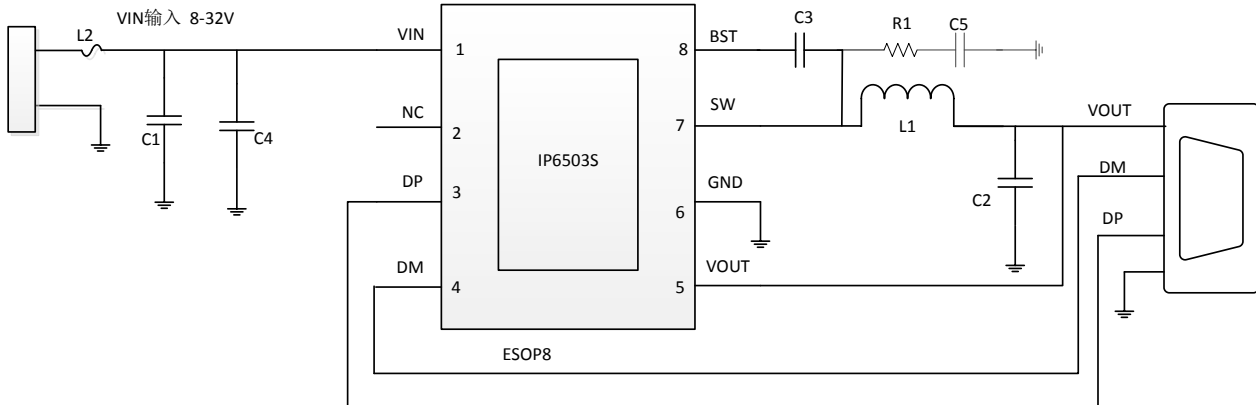 VIN输入 8-32V
L2
C1
C4
VIN
NC
DP
DM
1
2
3
4
IP6503S
8
7
6
5
BST
SW
GND
VOUT
C3
R1
C5
L1
C2
VOUT
DM
DP
ESOP8